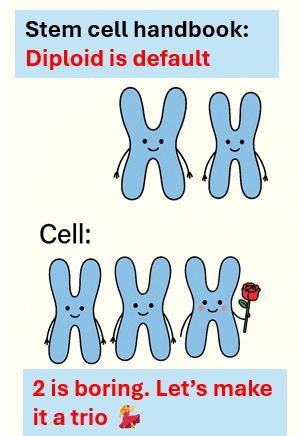 Stem cell handbook:
Diploid is default
Cell:
2 is boring. Let’s make
it a trio 💃